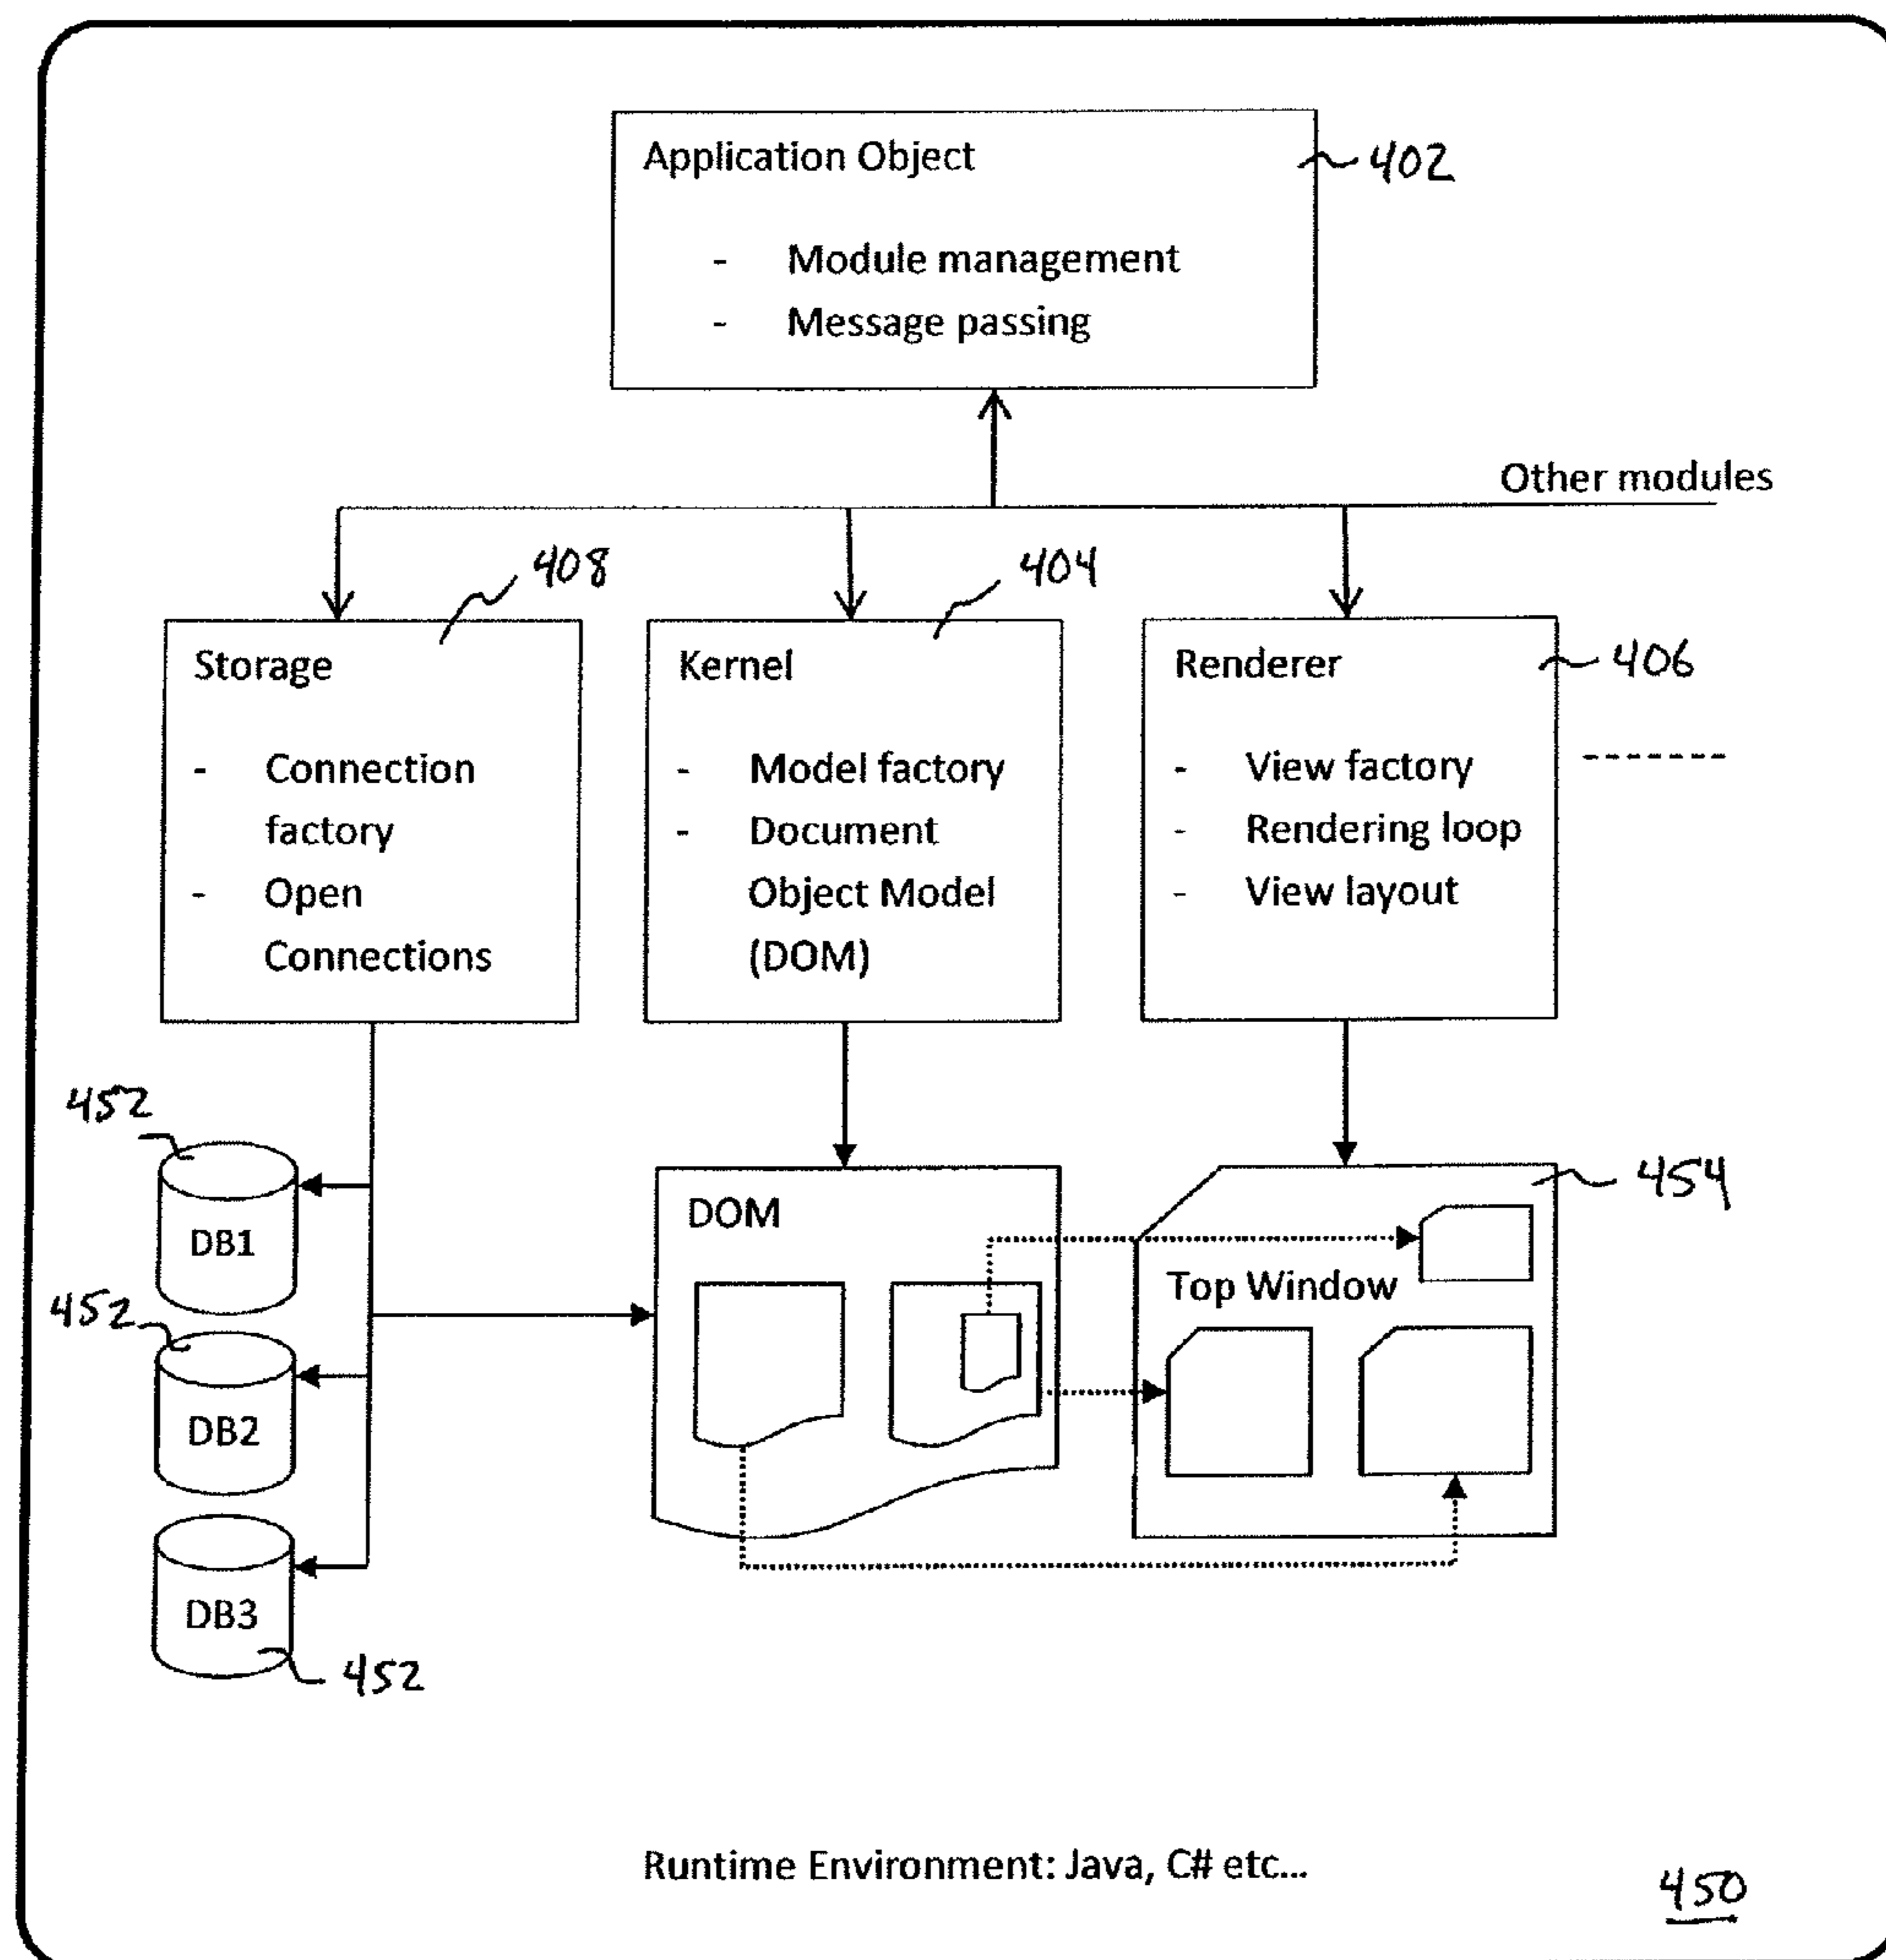 Application Object
402
- Module management
- Message passing
Other modules
408
404
Storage
- Connection
factory
- Open
Connections
Kernel
- Model factory
- Document
Object Model
(DOM)
Renderer
406
- View factory
- Rendering loop
- View layout
452
DB1
452
DB2
DB3
452
DOM
454
Top Window
Runtime Environment: Java, C# etc...
450